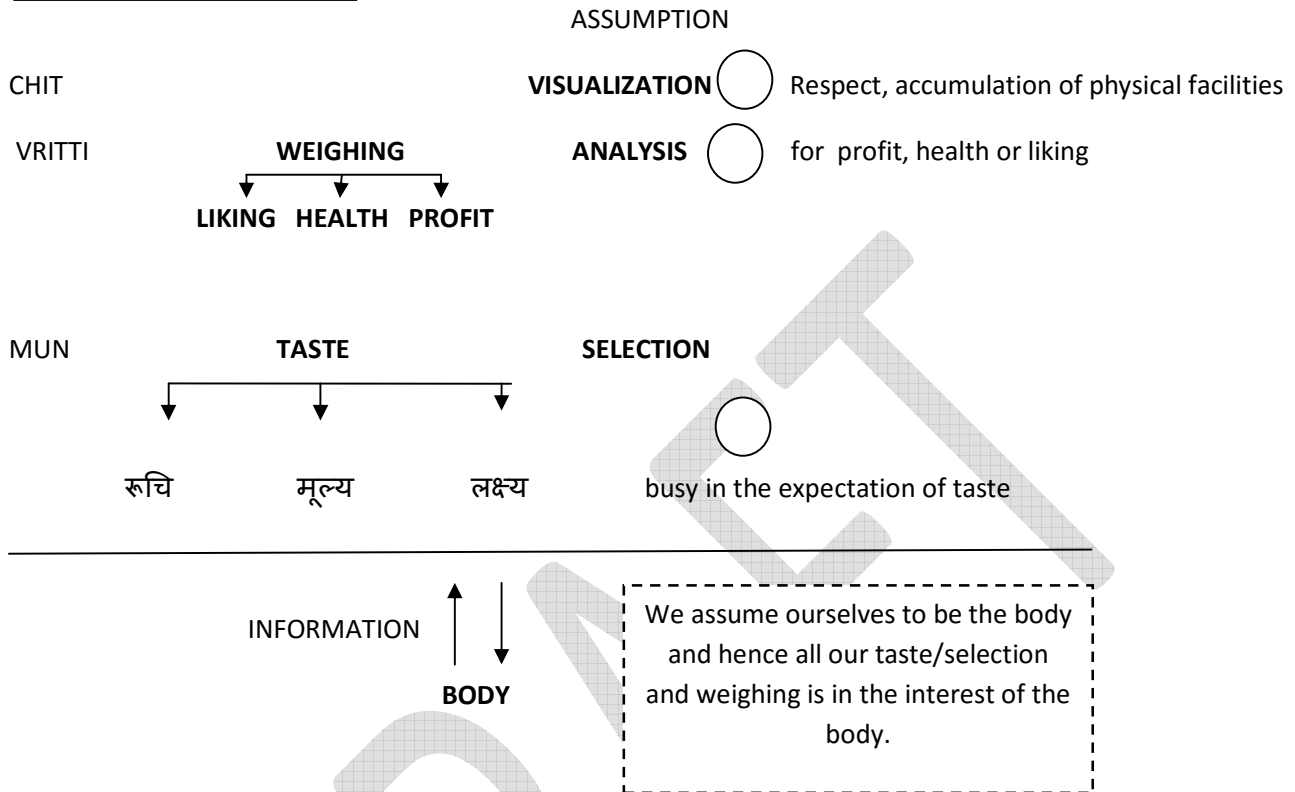 ASSUMPTION
CHIT VISUALIZATION Respect, accumulation of physical facilities
VRITTI WEIGHING ANALYSIS for profit, health or liking
LIKING HEALTH PROFIT
MUN TASTE SELECTION
रूचि मूल्य लक्ष्य busy in the expectation of taste
INFORMATION
BODY
We assume ourselves to be the body
and hence all our taste/selection
and weighing is in the interest of the
body.